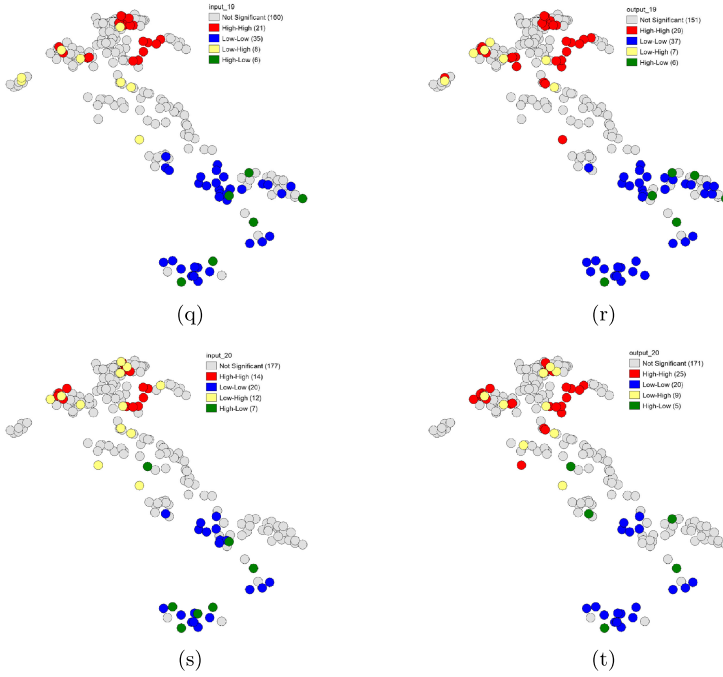 input_19
Not Significant (160)
High-High (21)
Low-Low (35)
Low-High (6)
High-Low (6)
output_19
Not Significant (151)
High-High (29)
Low-Low (37)
Low-High (7)
High-Low (6)
(q)
(r)
input_20
Not Significant (177)
High-High (14)
Low-Low (20)
Low-High (12)
High-Low (7)
output_20
Not Significant (171)
High-High (25)
Low-Low (20)
Low-High (9)
High-Low (5)
(s)
(t)